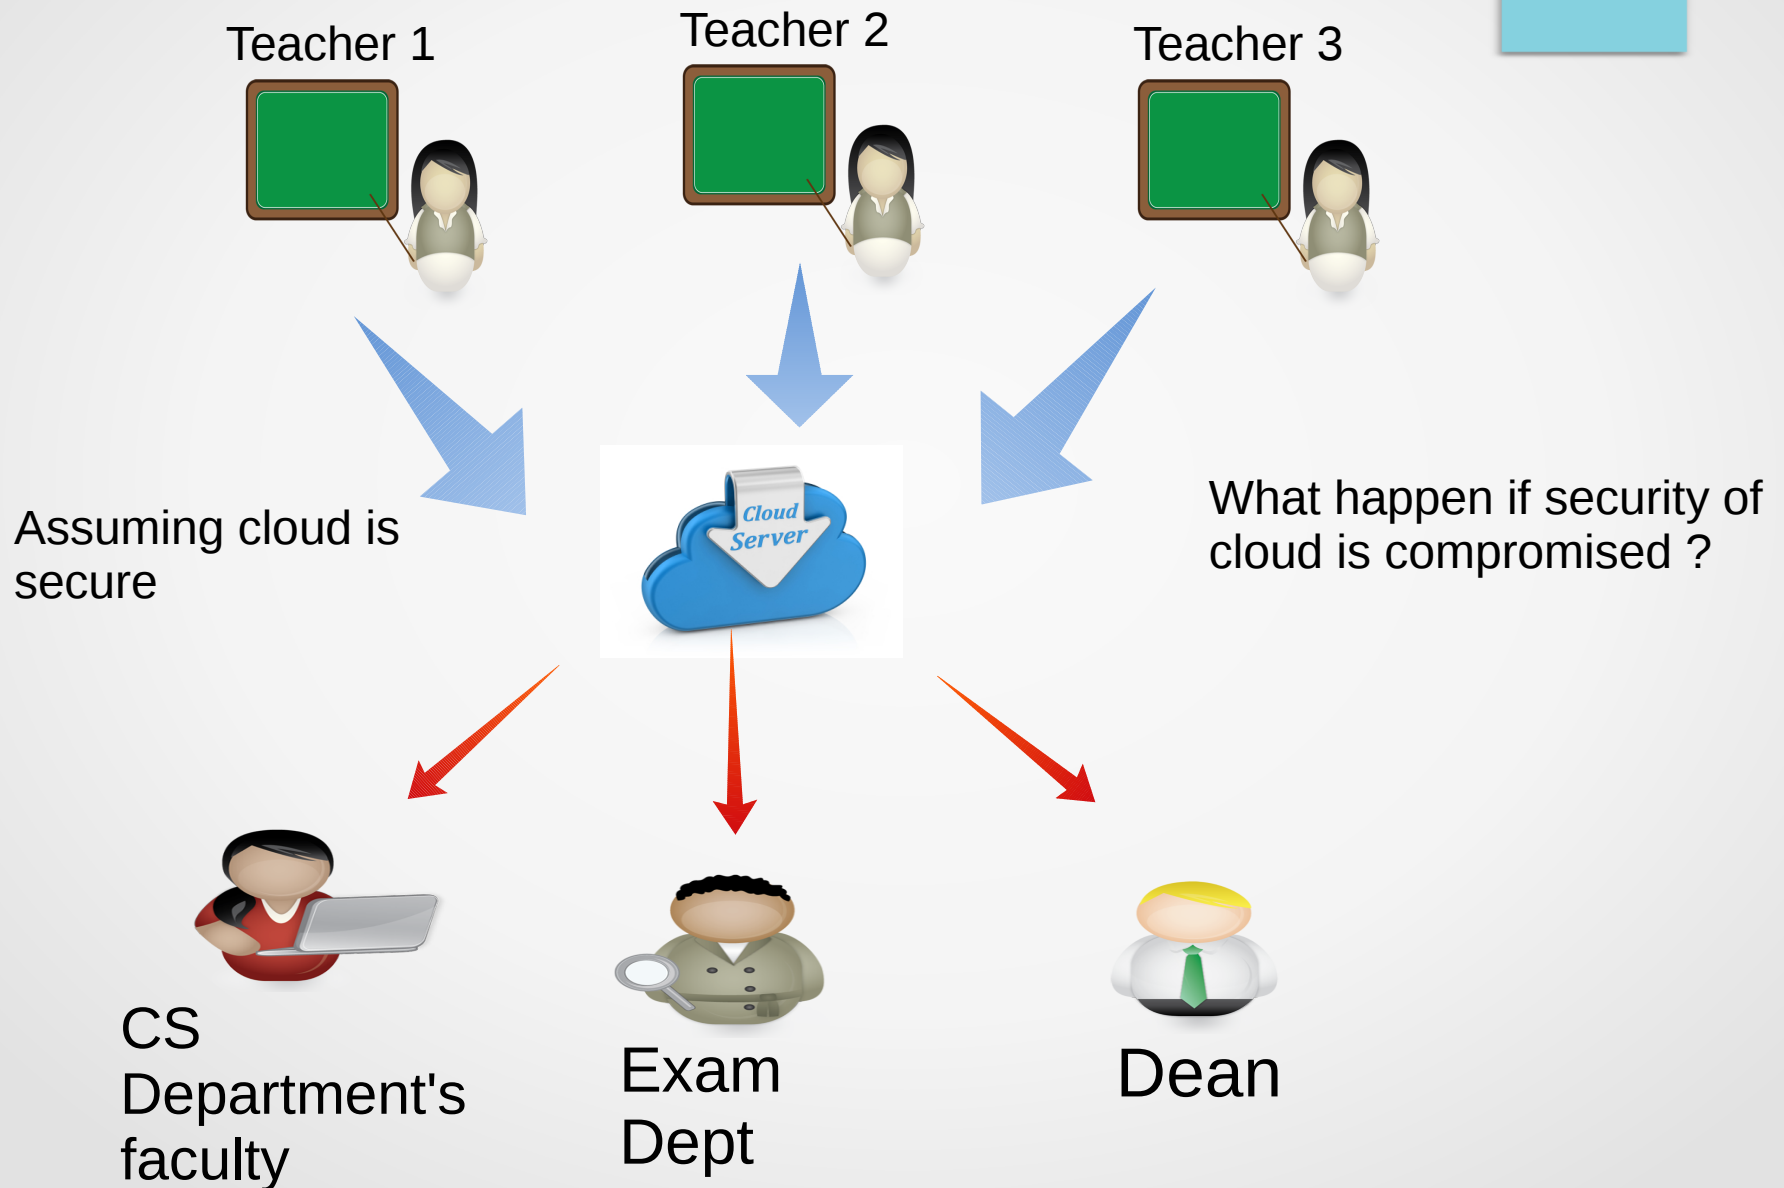 Teacher 1
Teacher 2
Teacher 3
Cloud
Server
Assuming cloud is
secure
What happen if security of
cloud is compromised ?
CS
Department's
faculty
Exam
Dept
Dean